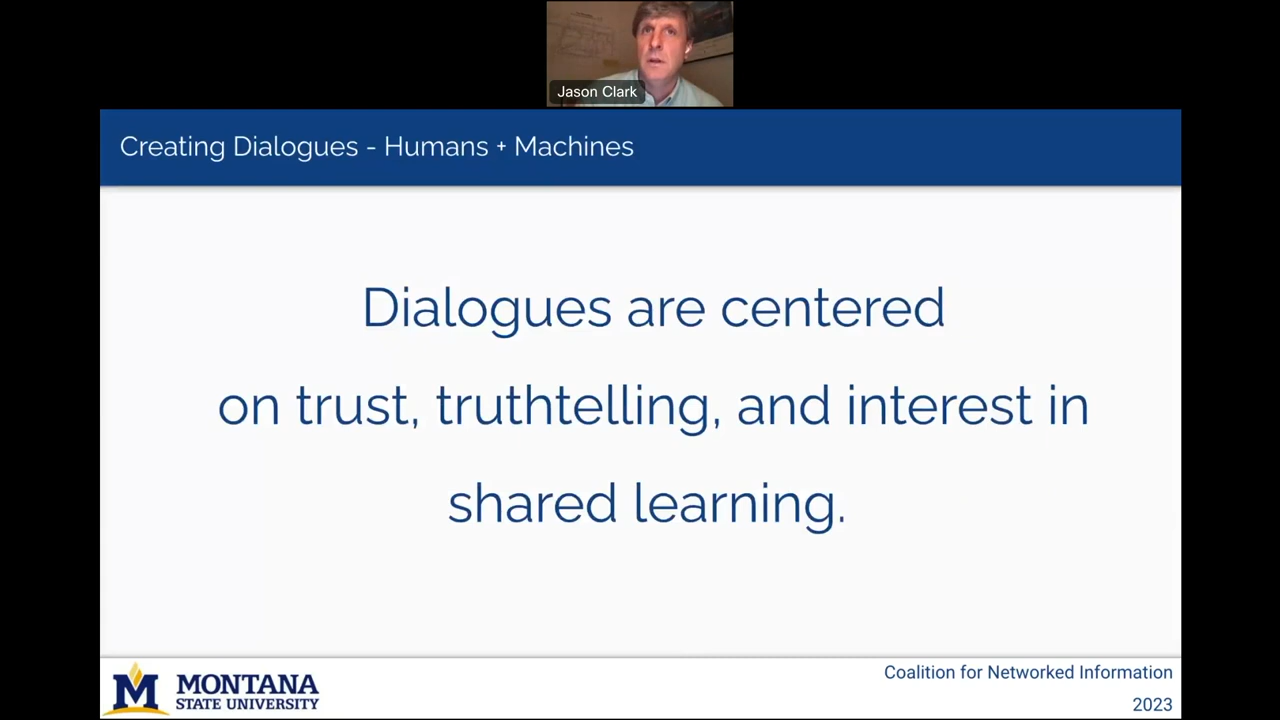 Jason Clark
Creating Dialogues - Humans + Machines
Dialogues are centered
on trust, truthtelling, and interest in
shared learning.
M MONTANA
STATE UNIVERSITY
Coalition for Networked Information
2023